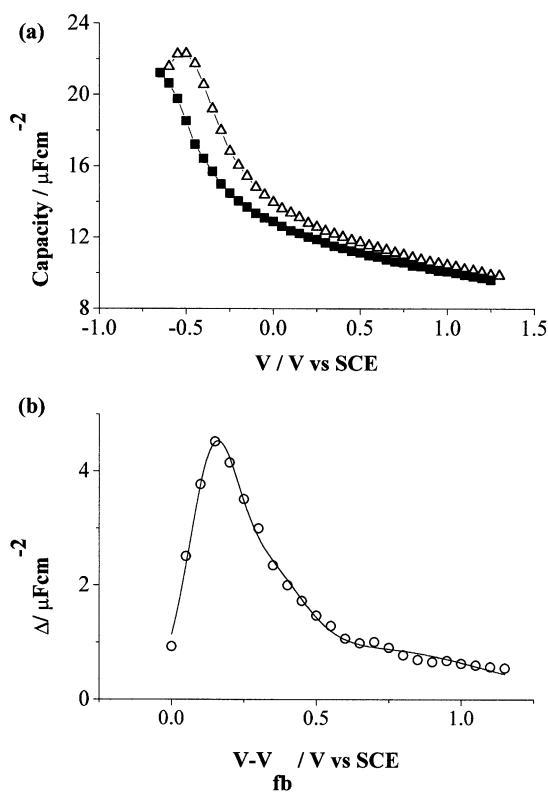 (a)
24
20
16
12
8
Capacity / μFcm-2
-1.0 -0.5 0.0 0.5 1.0 1.5
V / V vs SCE
(b)
4
2
0
Δ/ μFcm-2
0.0 0.5 1.0
V-Vfb / V vs SCE